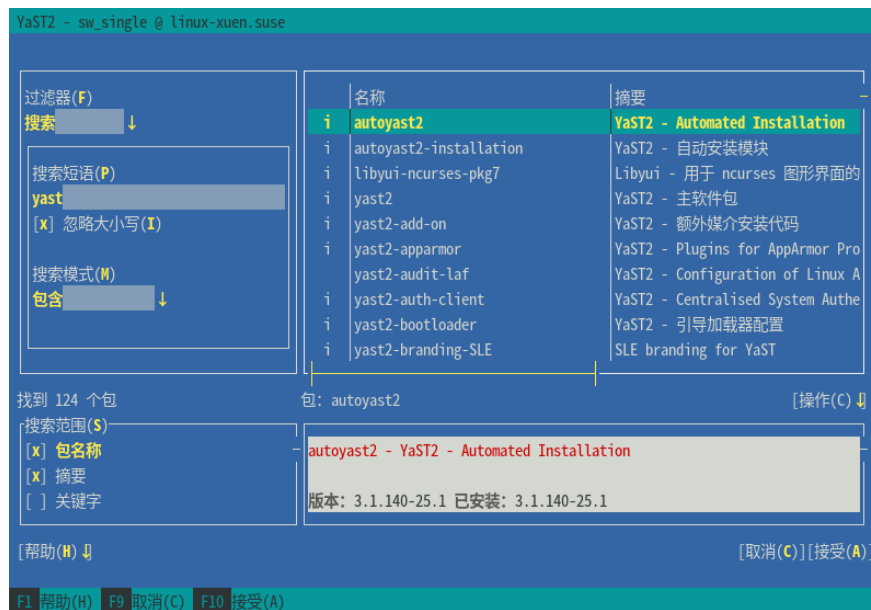 YaST2 - sw_single @ linux-xuen.suse
过滤器(F)
搜索 ↓
搜索短语(P)
yast
[x] 忽略大小写(I)
搜索模式(M)
包含 ↓
名称 摘要
i autoyast2 YaST2 - Automated Installation
i autoyast2-installation YaST2 - 自动安装模块
i libyui-ncurses-pkg7 Libyui - 用于 ncurses 图形界面的
i yast2 YaST2 - 主软件包
i yast2-add-on YaST2 - 额外媒介安装代码
i yast2-apparmor YaST2 - Plugins for AppArmor Pro
yast2-audit-laf YaST2 - Configuration of Linux A
i yast2-auth-client YaST2 - Centralised System Authe
i yast2-bootloader YaST2 - 引导加载器配置
i yast2-branding-SLE SLE branding for YaST
找到 124 个包 包: autoyast2 [操作(C)↓]
搜索范围(S)
[x] 包名称
[x] 摘要
[ ] 关键字
autoyast2 - YaST2 - Automated Installation
版本: 3.1.140-25.1 已安装: 3.1.140-25.1
[帮助(H)↓] [取消(C)][接受(A)]
F1 帮助(H) F9 取消(C) F10 接受(A)